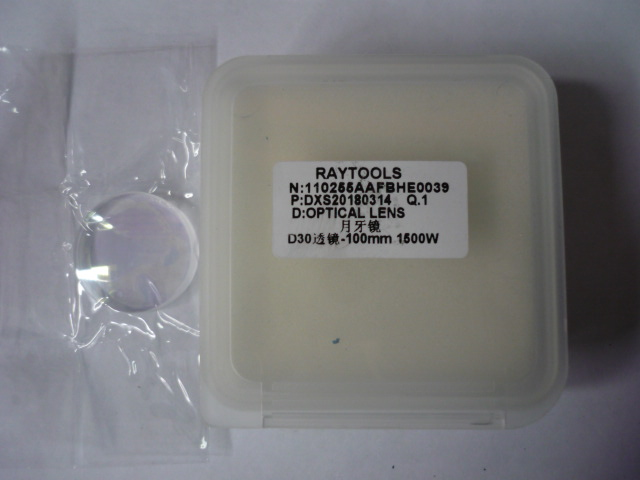 RAYTOOLS
N:110255AAFBHE0039
P:DXS20180314 Q.1
D:OPTICAL LENS
月牙镜
D30透镜-100mm 1500W